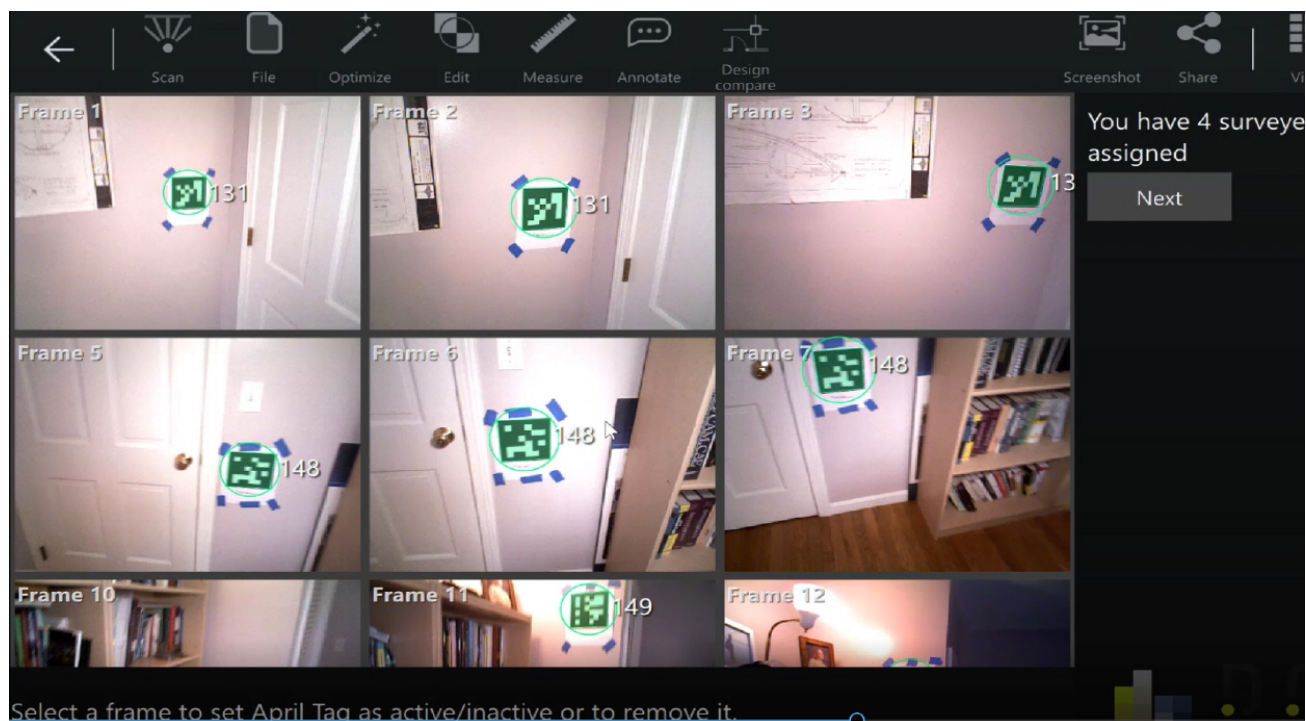 Scan File Optimize Edit Measure Annotate Design compare Screenshot Share Vi
You have 4 surveye
assigned
Next
Frame 1 Frame 2 Frame 3
131 131 13
Frame 5 Frame 6 Frame 7
148 148 148
Frame 10 Frame 11 Frame 12
149
Select a frame to set April Tag as active/inactive or to remove it.